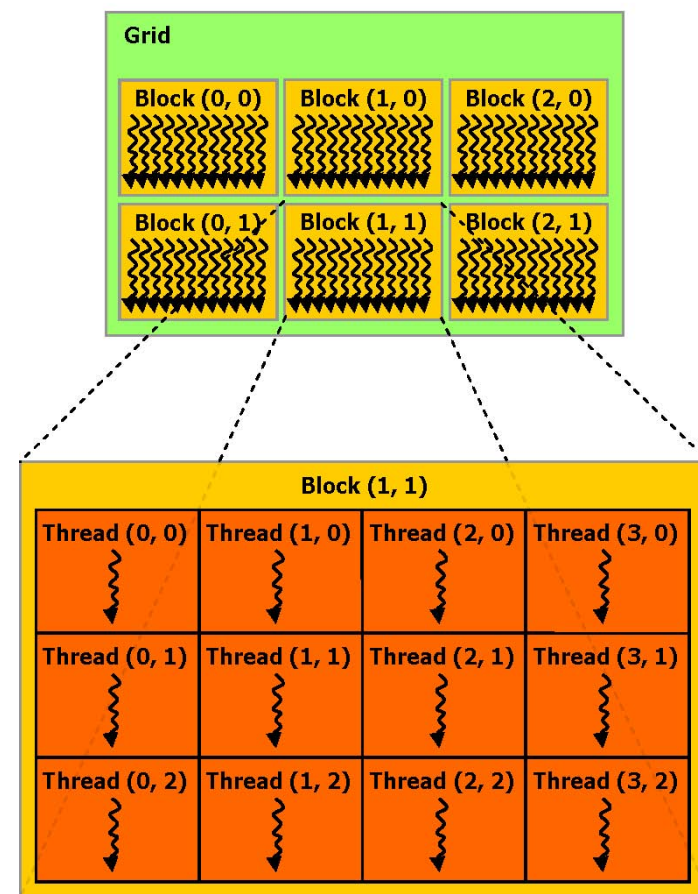 Grid
Block (0, 0) Block (1, 0) Block (2, 0)
Block (0, 1) Block (1, 1) Block (2, 1)
Block (1, 1)
Thread (0, 0) Thread (1, 0) Thread (2, 0) Thread (3, 0)
Thread (0, 1) Thread (1, 1) Thread (2, 1) Thread (3, 1)
Thread (0, 2) Thread (1, 2) Thread (2, 2) Thread (3, 2)